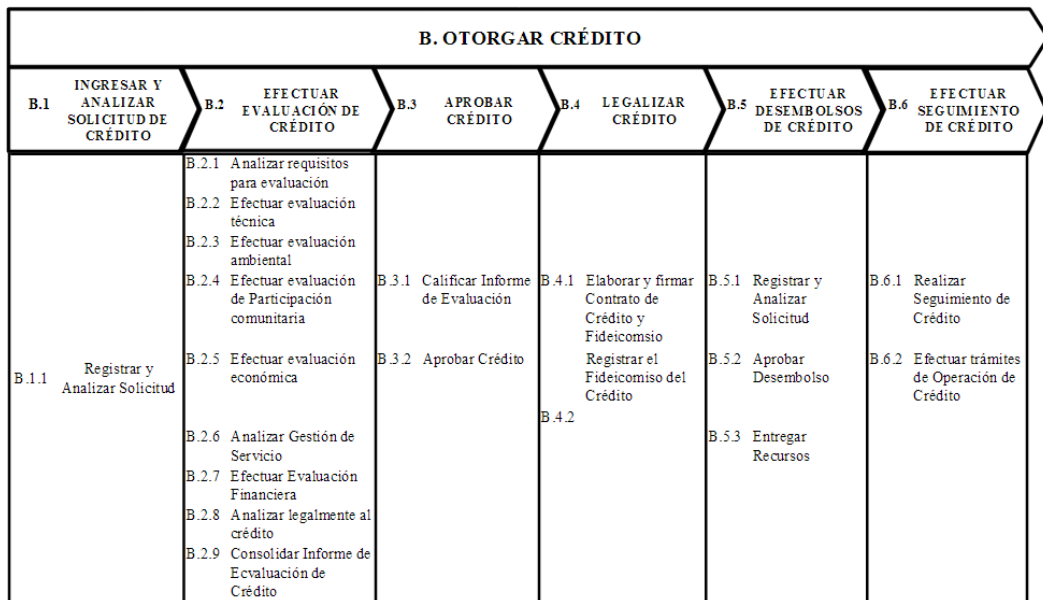 B. OTORGAR CRÉDITO
B.1 INGRESAR Y
ANALIZAR
SOLICITUD DE
CRÉDITO
B.2 EFECTUAR
EVALUACIÓN DE
CRÉDITO
B.3 APROBAR
CRÉDITO
B.4 LEGALIZAR
CRÉDITO
B.5 EFECTUAR
DESEMBOLSOS
DE CRÉDITO
B.6 EFECTUAR
SEGUIMIENTO
DE CRÉDITO
B.1.1 Registrar y
Analizar Solicitud
B.2.1 Analizar requisitos
para evaluación
B.2.2 Efectuar evaluación
técnica
B.2.3 Efectuar evaluación
ambiental
B.2.4 Efectuar evaluación
de Participación
comunitaria
B.2.5 Efectuar evaluación
económica
B.2.6 Analizar Gestión de
Servicio
B.2.7 Efectuar Evaluación
Financiera
B.2.8 Analizar legalmente al
crédito
B.2.9 Consolidar Informe de
Ecvaluación de
Crédito
B.3.1 Calificar Informe
de Evaluación
B.3.2 Aprobar Crédito
B.4.1 Elaborar y firmar
Contrato de
Crédito y
Fideicomsio
Registrar el
Fideicomiso del
Crédito
B.4.2
B.5.1 Registrar y
Analizar
Solicitud
B.5.2 Aprobar
Desembolso
B.5.3 Entregar
Recursos
B.6.1 Realizar
Seguimiento de
Crédito
B.6.2 Efectuar trámites
de Operación de
Crédito